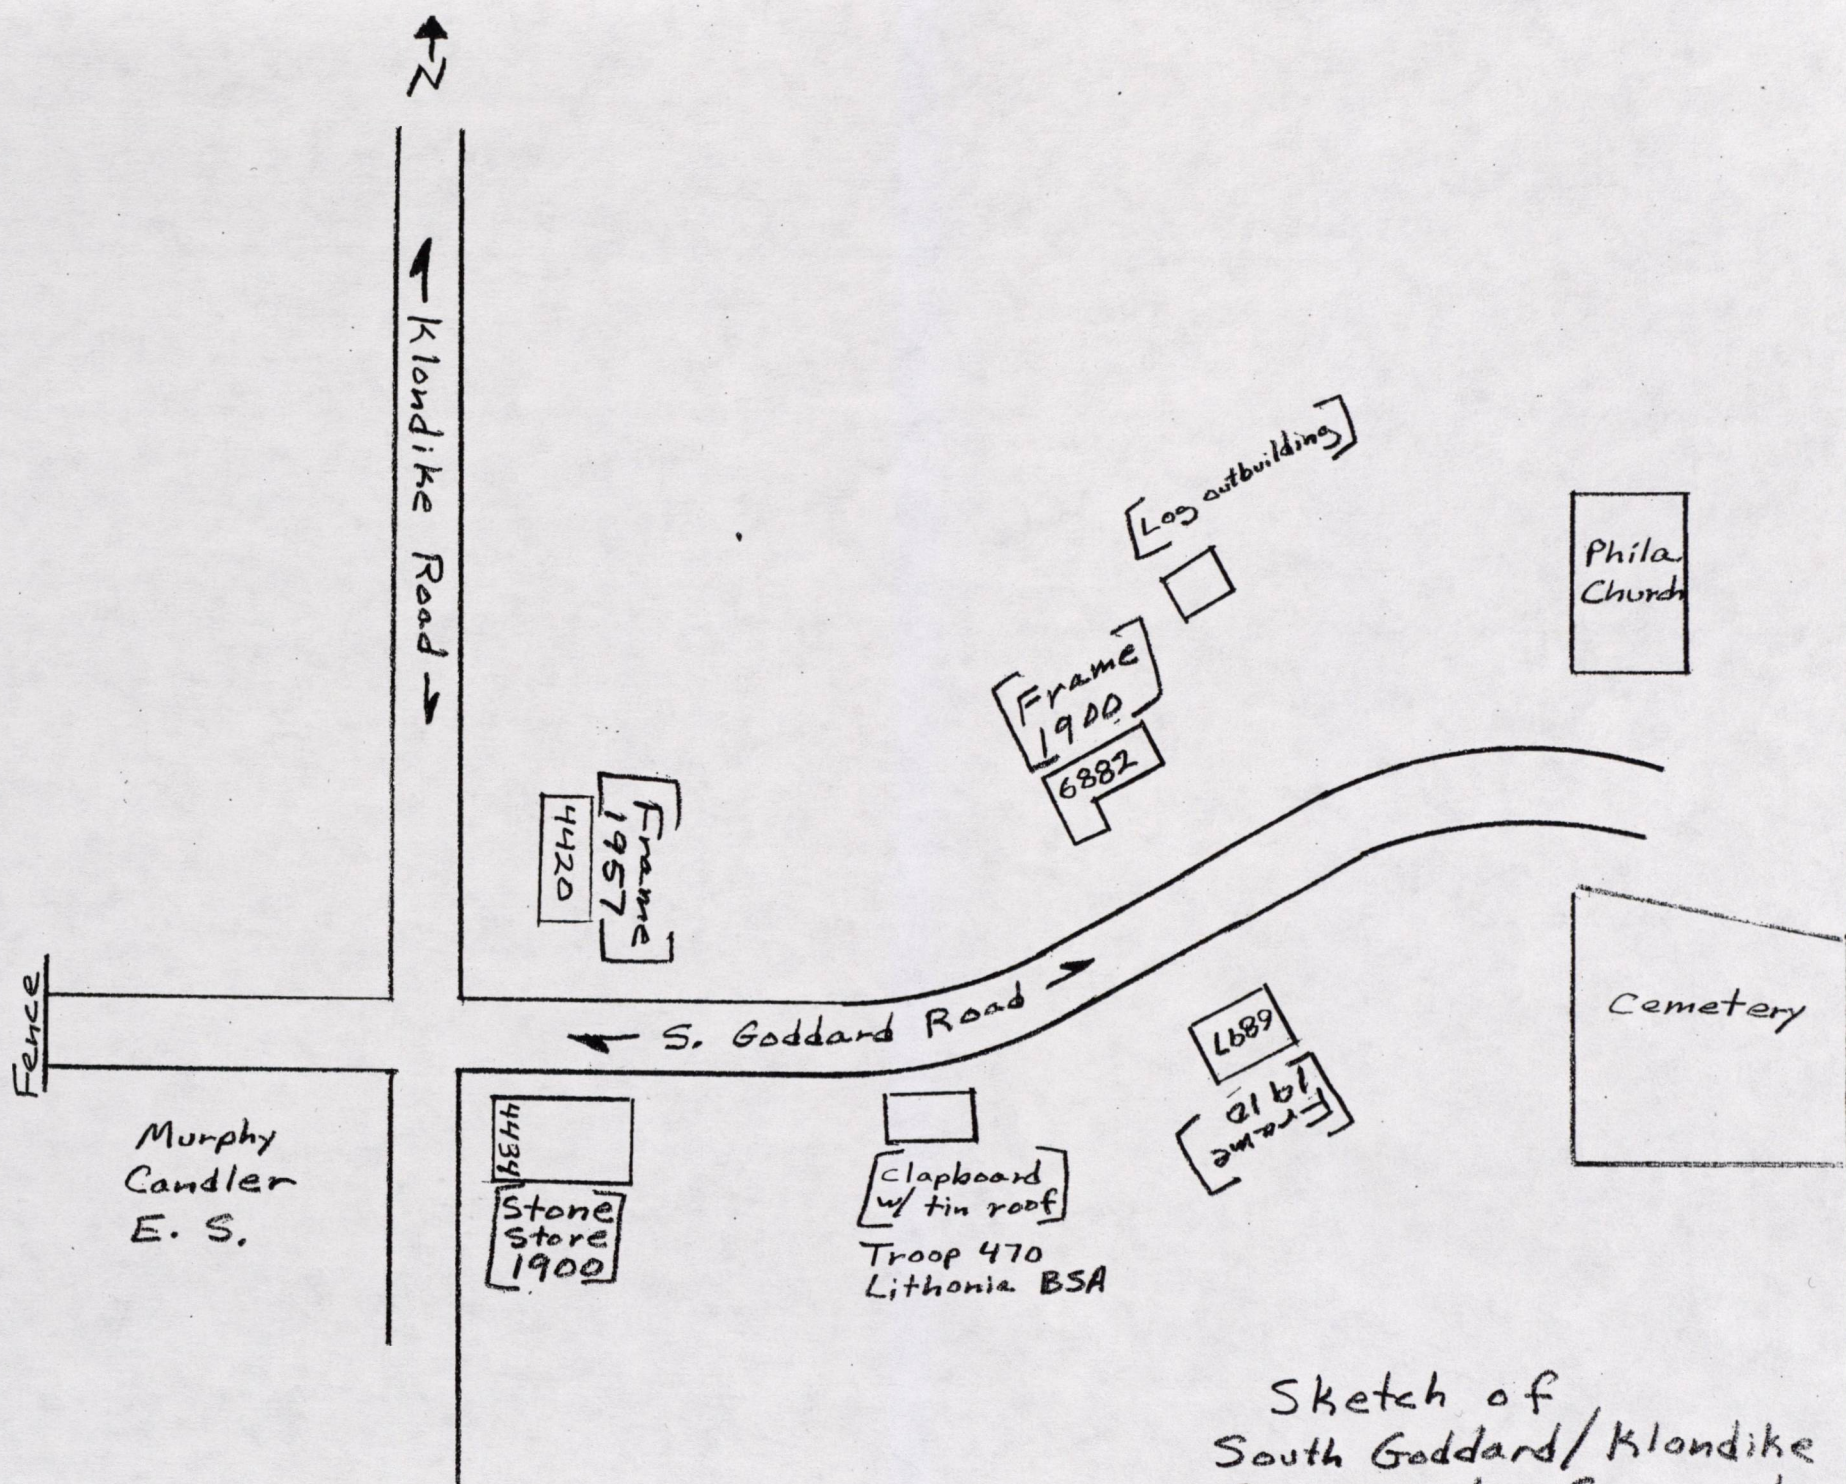 N
Klondike Road
[Log outbuilding]
Phila.
Church
[Frame
1900]
6882
4420
[Frame
1957]
Fence
S. Goddard Road
Cemetery
6897
[Frame
1910]
4434
[Stone
Store
1900]
[Clapboard
w/ tin roof]
Troop 470
Lithonia BSA
Murphy
Candler
E. S.
Sketch of
South Goddard/Klondike